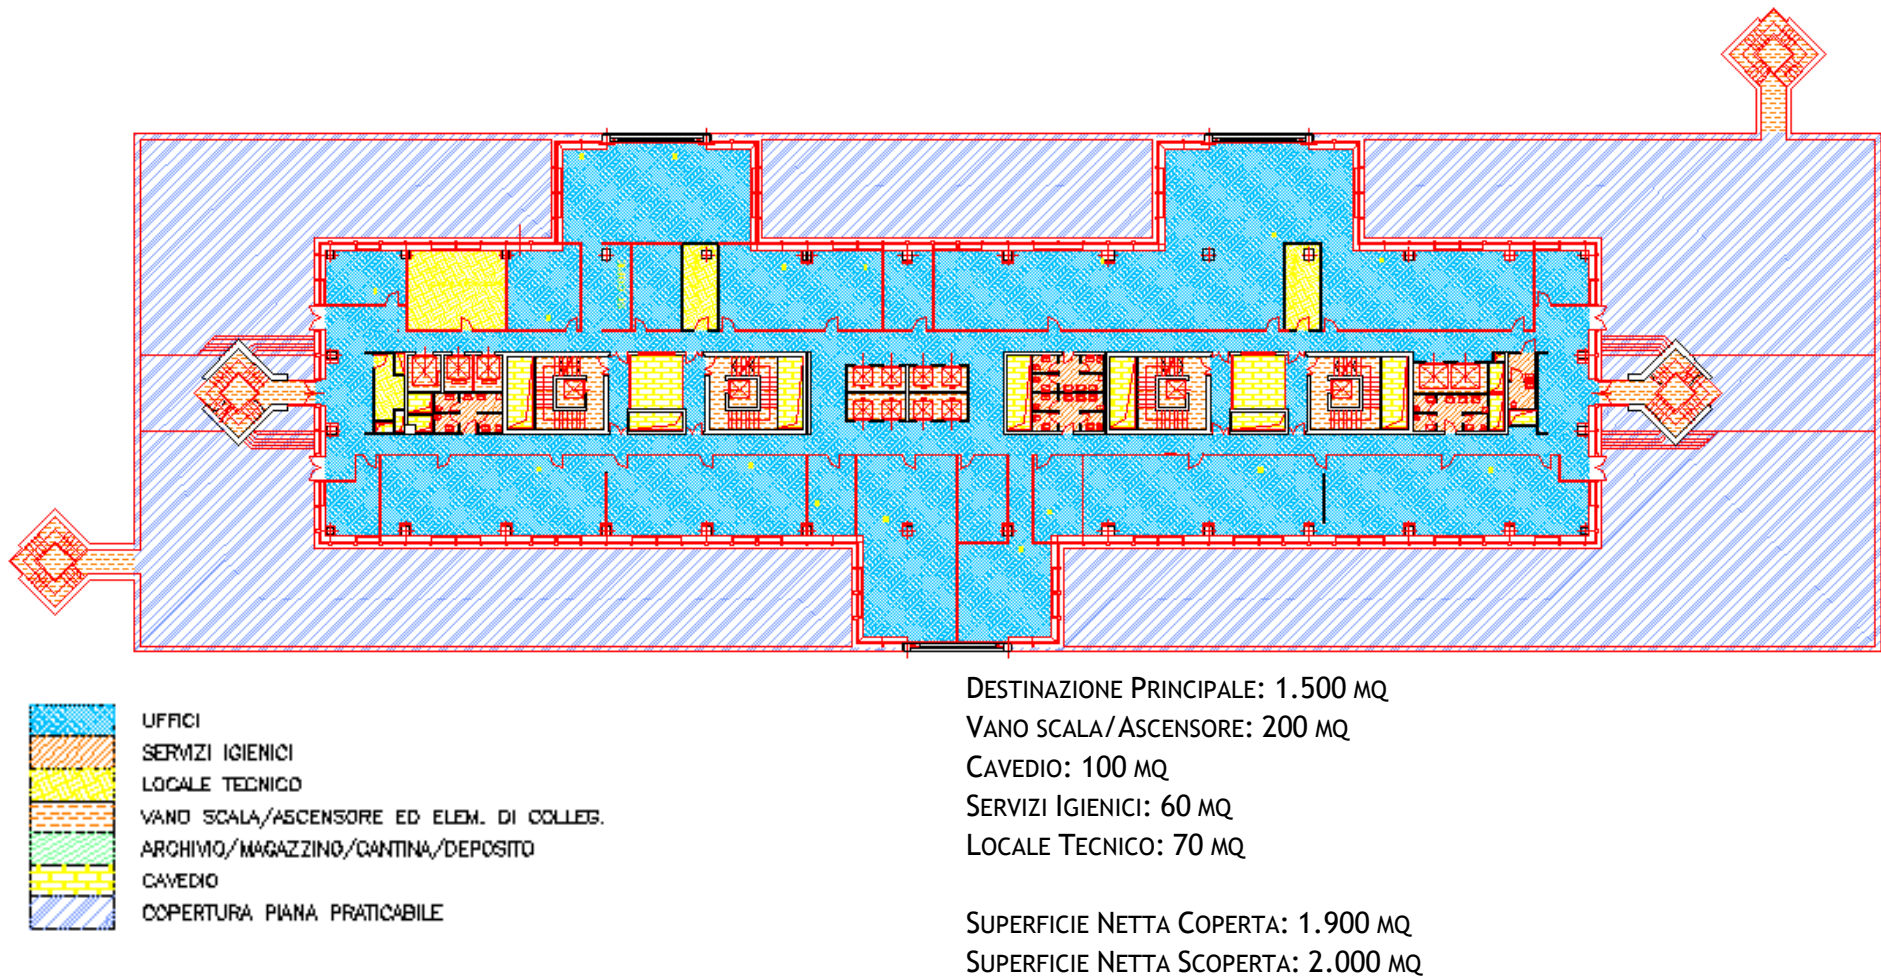 UFFICI
SERVIZI IGIENICI
LOCALE TECNICO
VANO SCALA/ASCENSORE ED ELEM. DI COLLEG.
ARCHIVIO/MAGAZZINO/CANTINA/DEPOSITO
CAVEDIO
COPERTURA PIANA PRATICABILE
DESTINAZIONE PRINCIPALE: 1.500 MQ
VANO SCALA/ASCENSORE: 200 MQ
CAVEDIO: 100 MQ
SERVIZI IGIENICI: 60 MQ
LOCALE TECNICO: 70 MQ
SUPERFICIE NETTA COPERTA: 1.900 MQ
SUPERFICIE NETTA SCOPERTA: 2.000 MQ